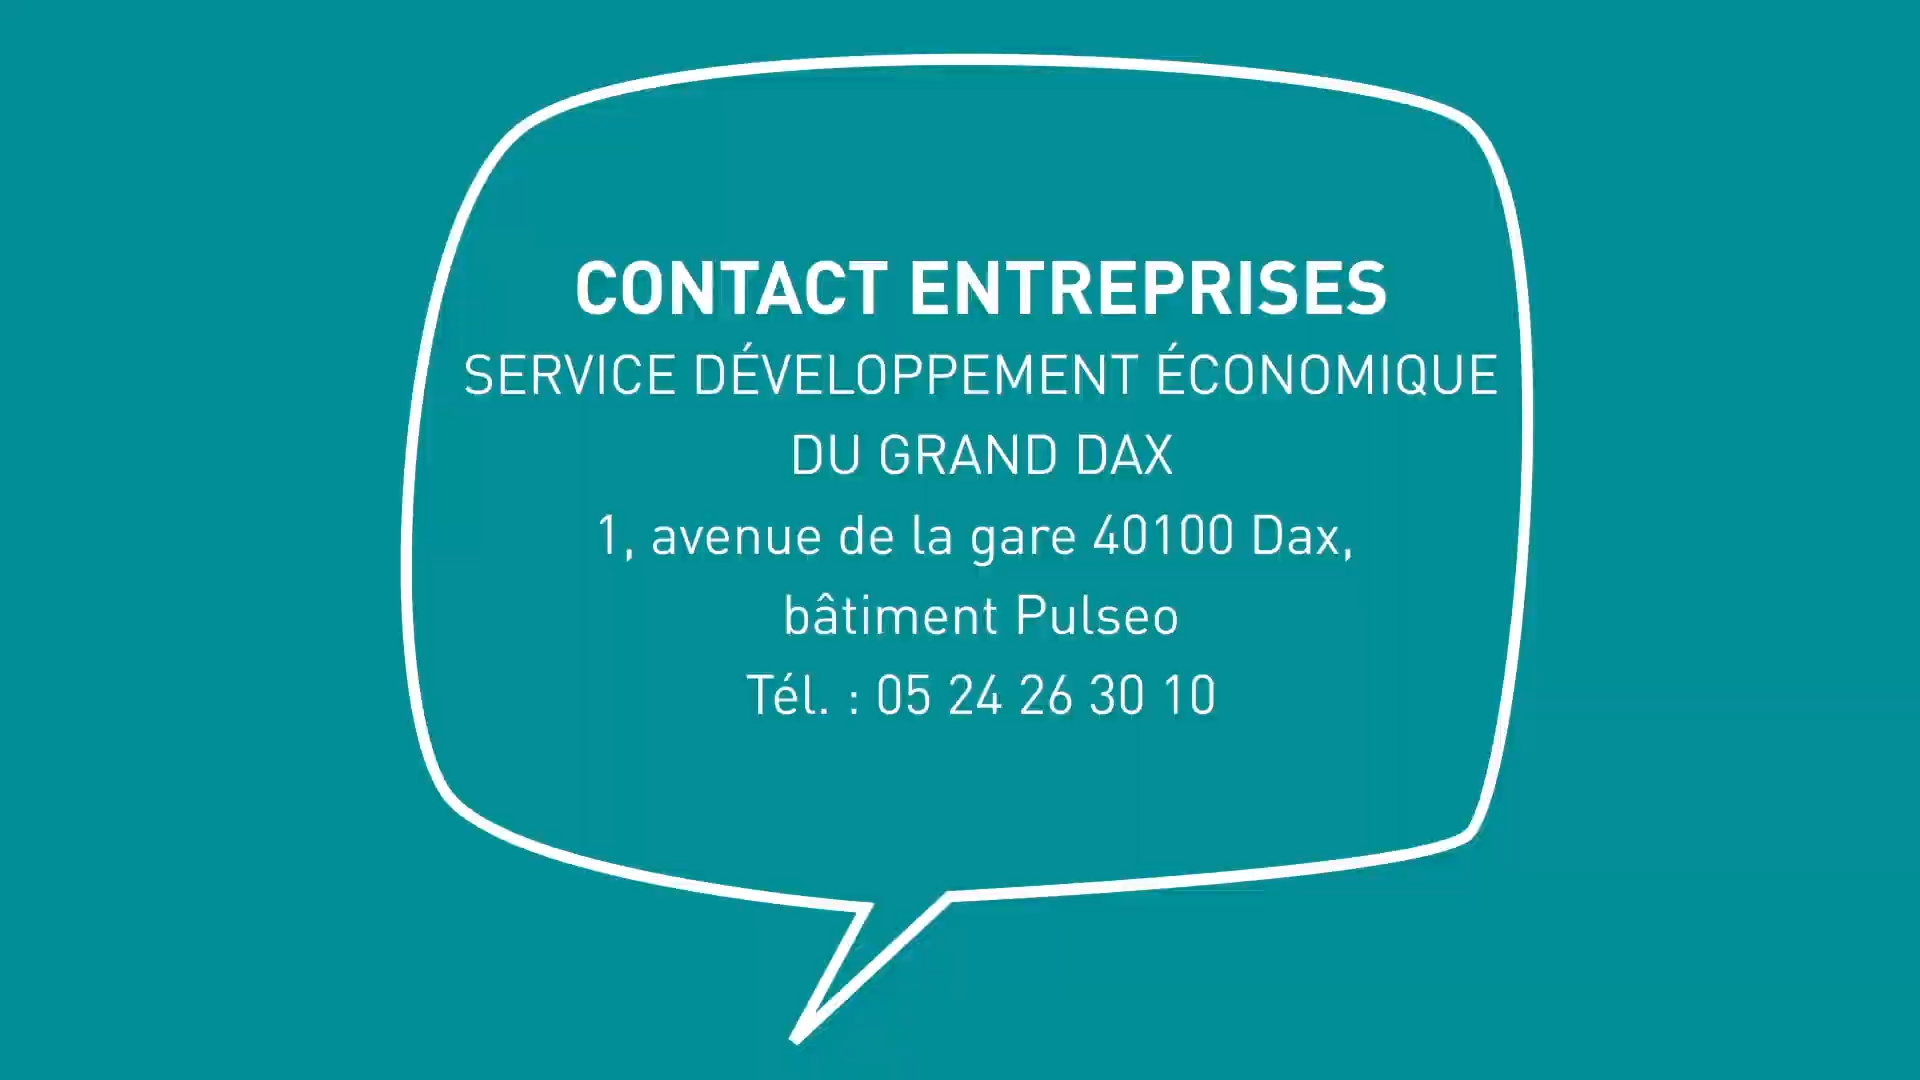 CONTACT ENTREPRISES
SERVICE DÉVELOPPEMENT ÉCONOMIQUE
DU GRAND DAX
1, avenue de la gare 40100 Dax,
bâtiment Pulseo
Tél. : 05 24 26 30 10